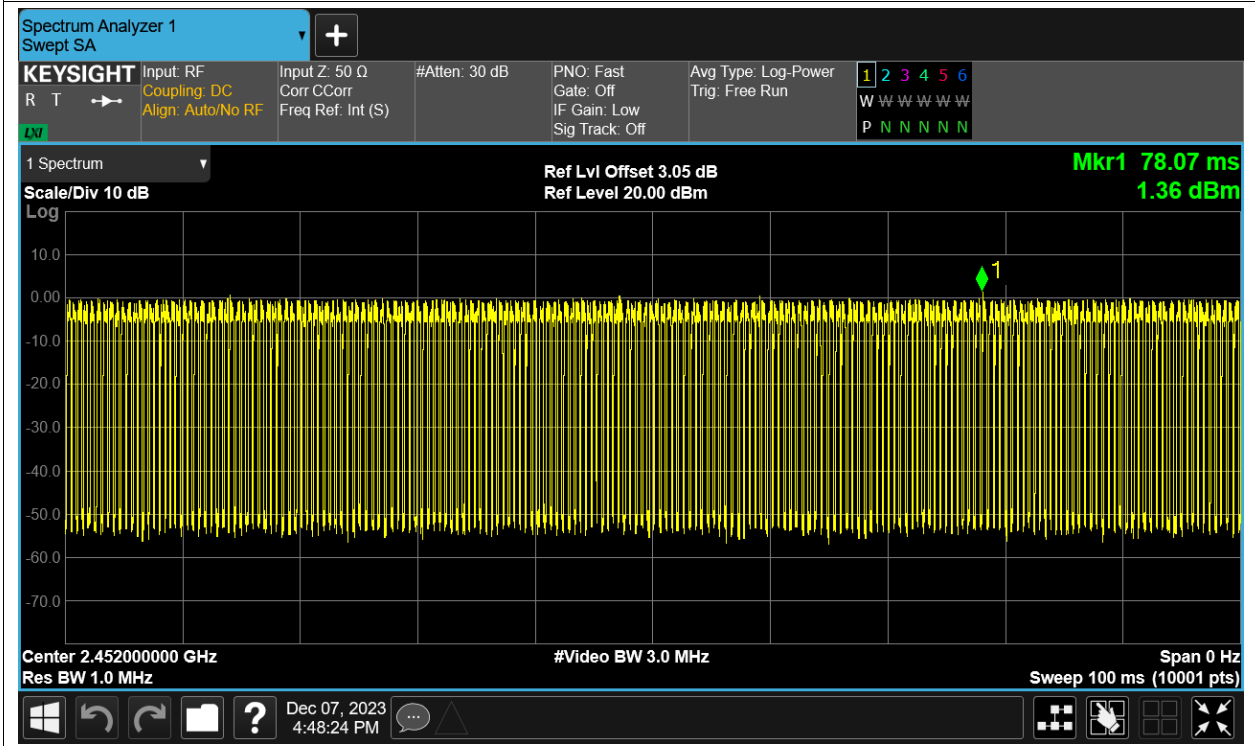 Spectrum Analyzer 1
Swept SA
KEYSIGHT
R T
LXI
Input: RF
Coupling: DC
Align: Auto/No RF
Input Z: 50 Ω
Corr CCorr
Freq Ref: Int (S)
#Atten: 30 dB
PNO: Fast
Gate: Off
IF Gain: Low
Sig Track: Off
Avg Type: Log-Power
Trig: Free Run
1 2 3 4 5 6
W W W W W W
P N N N N N
1 Spectrum
Scale/Div 10 dB
Log
Ref Lvl Offset 3.05 dB
Ref Level 20.00 dBm
Mkr1 78.07 ms
1.36 dBm
1
10.0
0.00
-10.0
-20.0
-30.0
-40.0
-50.0
-60.0
-70.0
Center 2.452000000 GHz
Res BW 1.0 MHz
#Video BW 3.0 MHz
Span 0 Hz
Sweep 100 ms (10001 pts)
?
Dec 07, 2023
4:48:24 PM